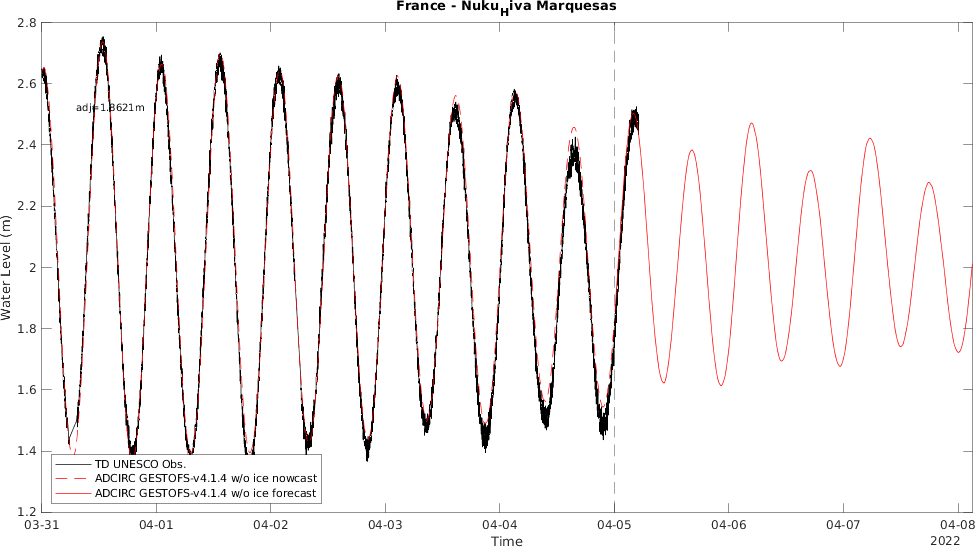 France - Nuku_Hiva Marquesas
2.8
2.6
adj=1.8621m
2.4
2.2
Water Level (m)
2
1.8
1.6
1.4
TD UNESCO Obs.
ADCIRC GESTOFS-v4.1.4 w/o ice nowcast
ADCIRC GESTOFS-v4.1.4 w/o ice forecast
1.2
03-31 04-01 04-02 04-03 04-04 04-05 04-06 04-07 04-08
Time 2022